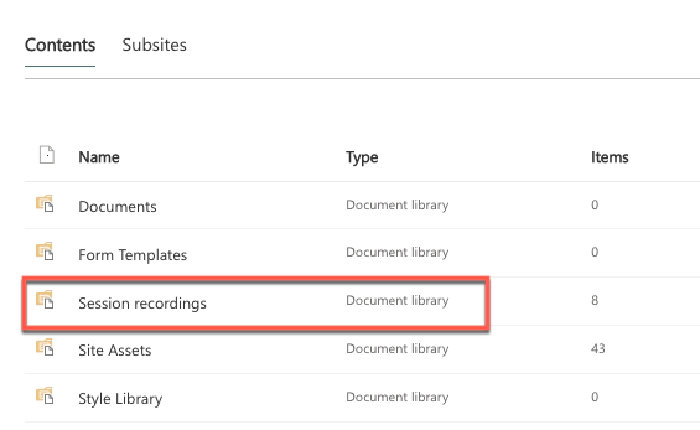 Contents Subsites
Name Type Items
Documents Document library 0
Form Templates Document library 0
Session recordings Document library 8
Site Assets Document library 43
Style Library Document library 0